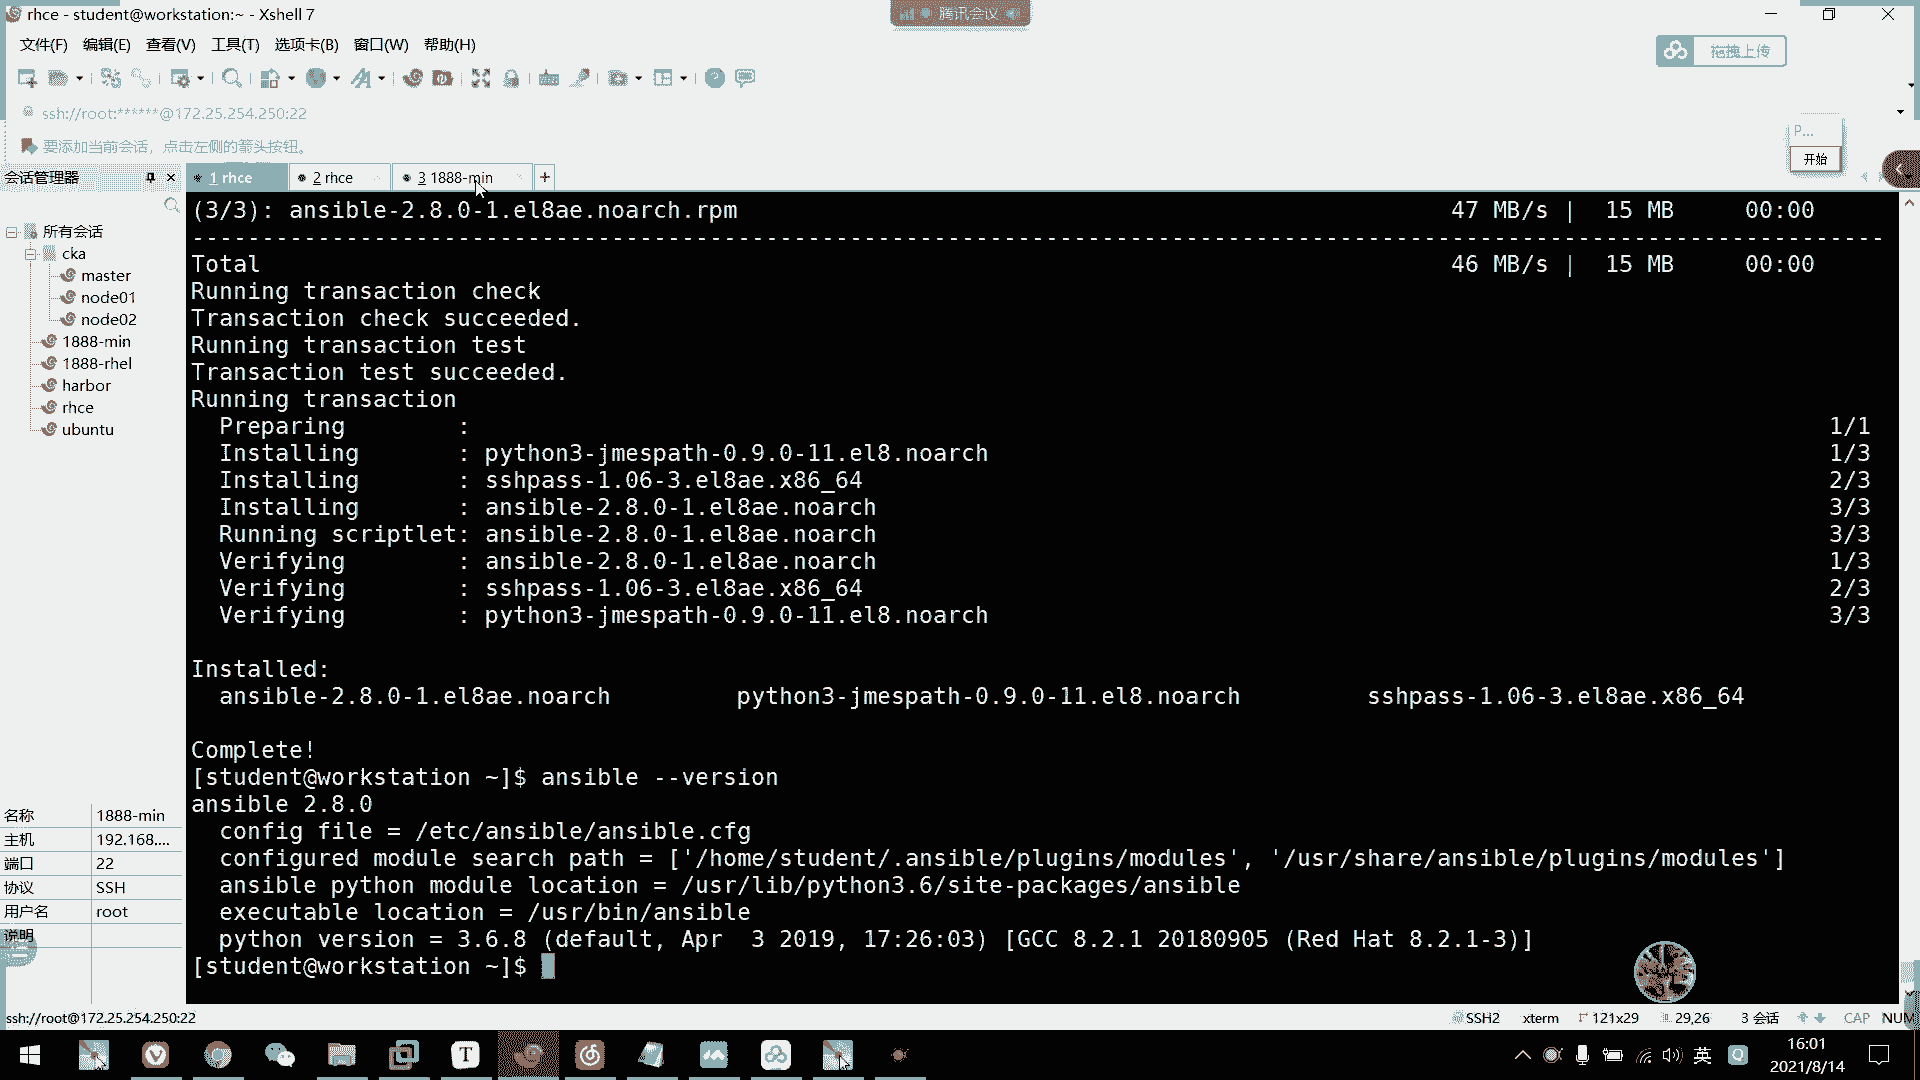 rhce - student@workstation:~ - Xshell 7
腾讯会议
文件(F) 编辑(E) 查看(V) 工具(T) 选项卡(B) 窗口(W) 帮助(H)
拖拽上传
ssh://root:******@172.25.254.250:22
要添加当前会话，点击左侧的箭头按钮。
P...
开始
会话管理器
1 rhce
2 rhce
3 1888-min
+
所有会话
cka
master
node01
node02
1888-min
1888-rhel
harbor
rhce
ubuntu
名称 1888-min
主机 192.168....
端口 22
协议 SSH
用户名 root
说明
(3/3): ansible-2.8.0-1.el8ae.noarch.rpm 47 MB/s | 15 MB 00:00
--------------------------------------------------------------------------------
Total 46 MB/s | 15 MB 00:00
Running transaction check
Transaction check succeeded.
Running transaction test
Transaction test succeeded.
Running transaction
Preparing : 1/1
Installing : python3-jmespath-0.9.0-11.el8.noarch 1/3
Installing : sshpass-1.06-3.el8ae.x86_64 2/3
Installing : ansible-2.8.0-1.el8ae.noarch 3/3
Running scriptlet: ansible-2.8.0-1.el8ae.noarch 3/3
Verifying : ansible-2.8.0-1.el8ae.noarch 1/3
Verifying : sshpass-1.06-3.el8ae.x86_64 2/3
Verifying : python3-jmespath-0.9.0-11.el8.noarch 3/3
Installed:
ansible-2.8.0-1.el8ae.noarch python3-jmespath-0.9.0-11.el8.noarch sshpass-1.06-3.el8ae.x86_64
Complete!
[student@workstation ~]$ ansible --version
ansible 2.8.0
config file = /etc/ansible/ansible.cfg
configured module search path = ['/home/student/.ansible/plugins/modules', '/usr/share/ansible/plugins/modules']
ansible python module location = /usr/lib/python3.6/site-packages/ansible
executable location = /usr/bin/ansible
python version = 3.6.8 (default, Apr  3 2019, 17:26:03) [GCC 8.2.1 20180905 (Red Hat 8.2.1-3)]
[student@workstation ~]$
ssh://root@172.25.254.250:22
SSH2 xterm 121x29 29,26 3 会话 CAP NUM
英
16:01
2021/8/14